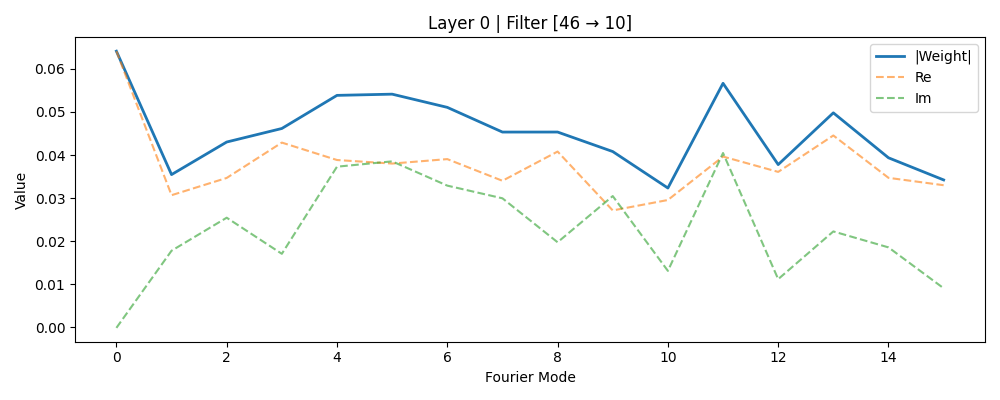 Layer 0 | Filter [46 → 10]
|Weight|
Re
Im
0.06
0.05
0.04
0.03
0.02
0.01
0.00
Value
0 2 4 6 8 10 12 14
Fourier Mode